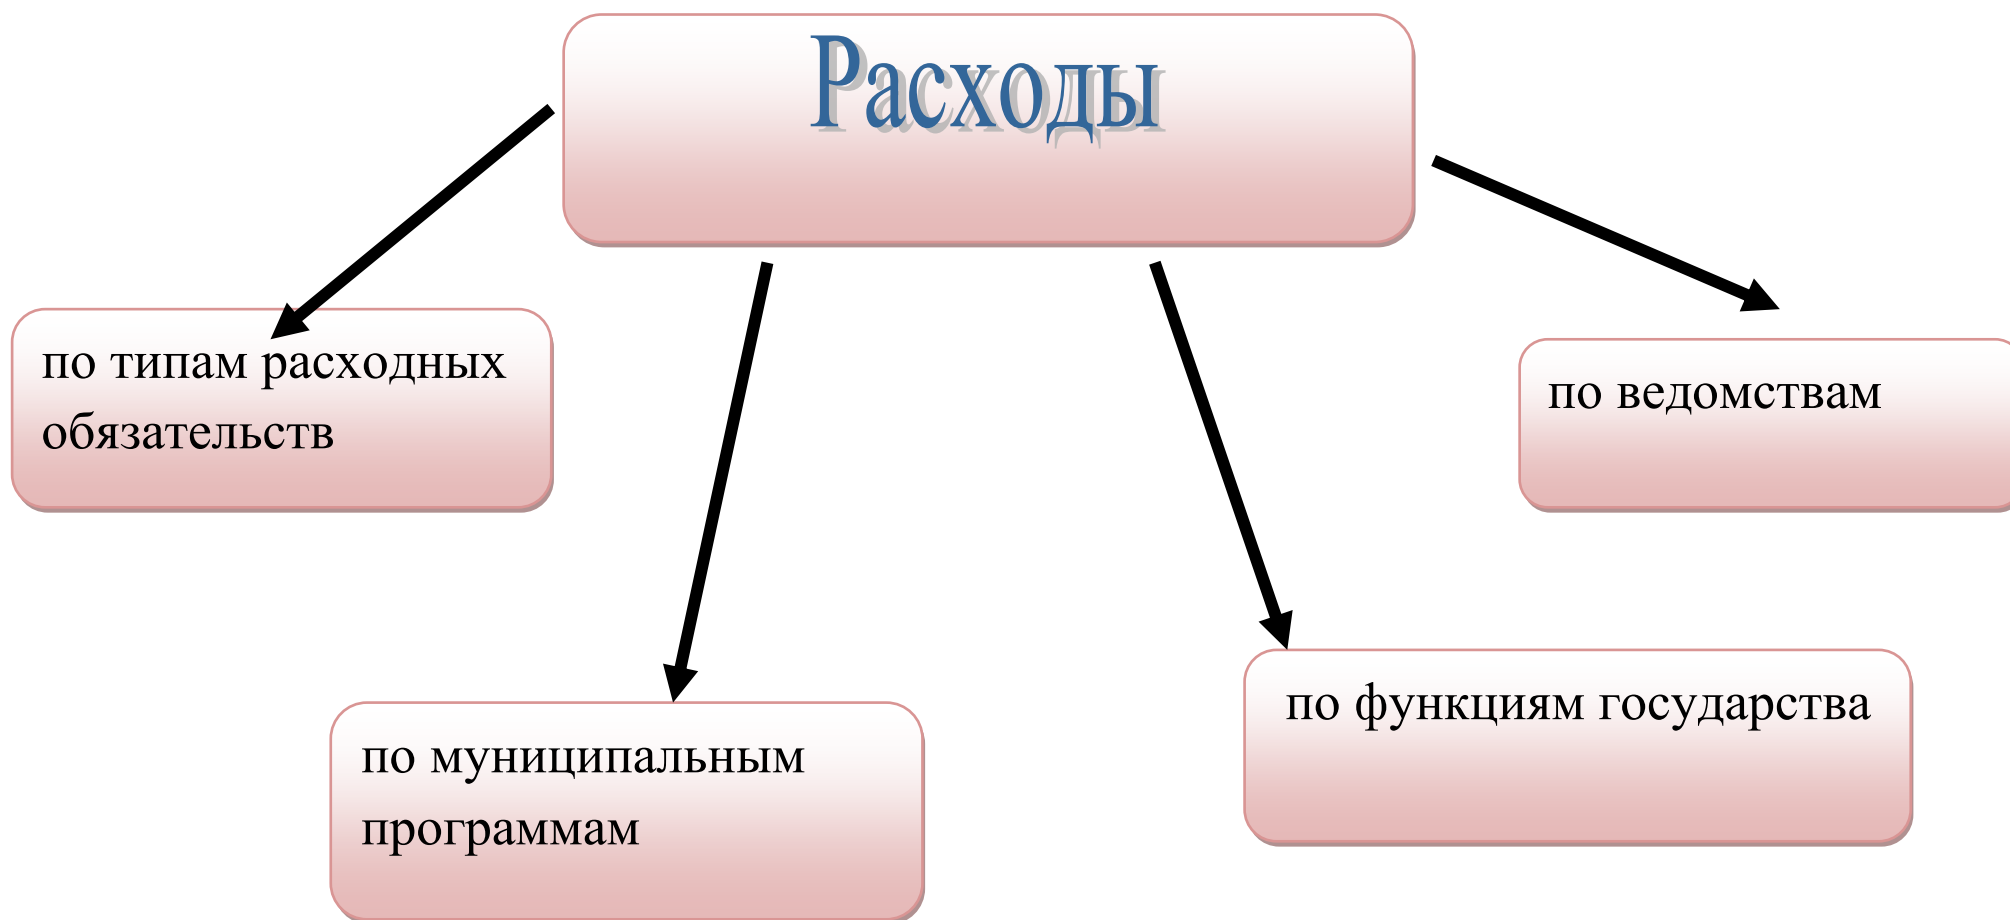 Расходы
по типам расходных
обязательств
по ведомствам
по муниципальным
программам
по функциям государства